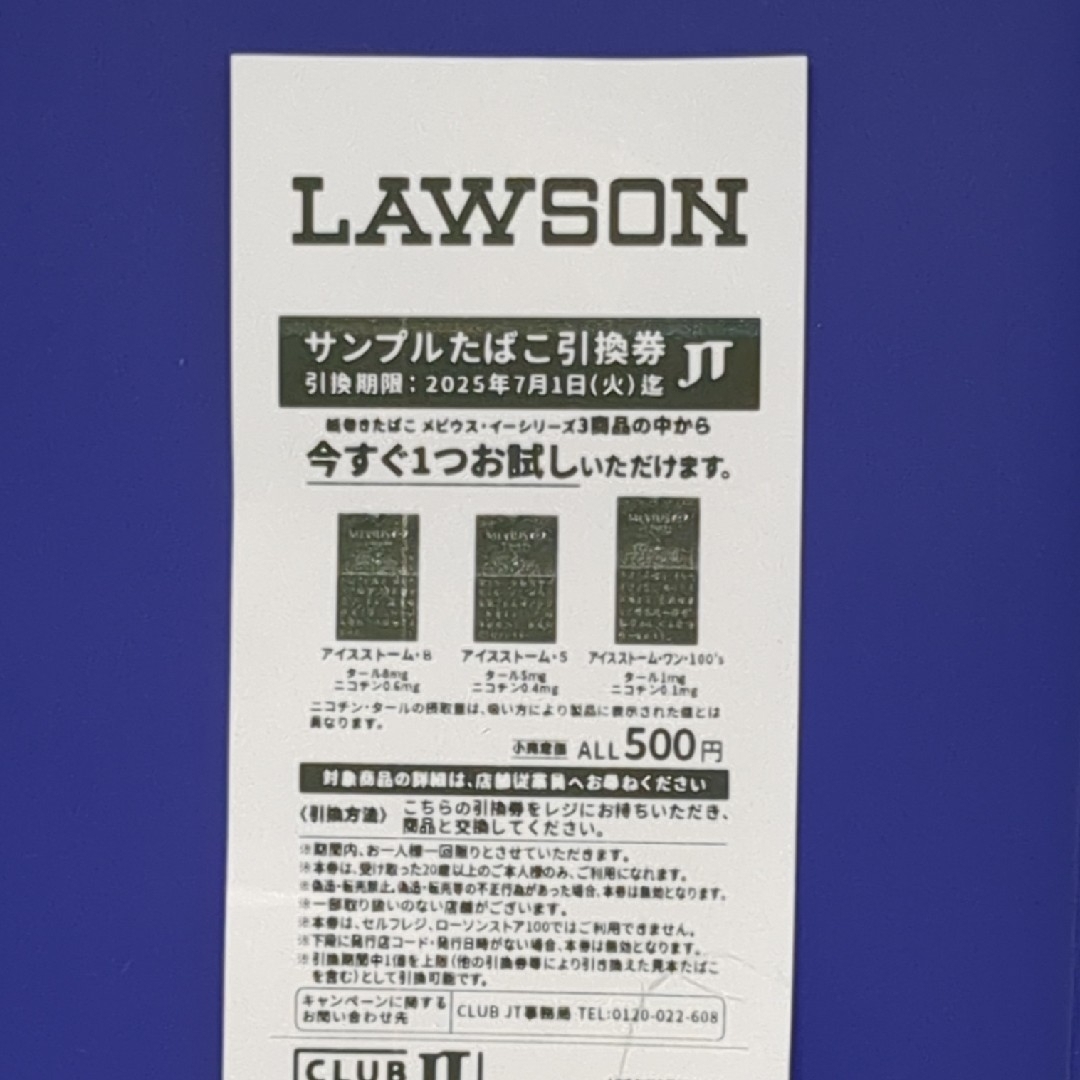 LAWSON
サンプルたばこ引換券 JT
引換期限：2025年7月1日(火)迄
紙巻きたばこ メビウス・イーシリーズ3商品の中から
今すぐ1つお試しいただけます。
アイスストーム・8 アイスストーム・5 アイスストーム・ワン・100's
タール8mg タール5mg タール1mg
ニコチン0.6mg ニコチン0.4mg ニコチン0.1mg
ニコチン・タールの摂取量は、吸い方により製品に表示された値とは
異なります。
小売定価 ALL500円
対象商品の詳細は、店舗従業員へお尋ねください
〈引換方法〉 こちらの引換券をレジにお持ちいただき、
商品と交換してください。
※期間内、お一人様一回限りとさせていただきます。
※本券は、受け取った20歳以上のご本人様のみ、ご利用になれます。
※偽造・転売禁止。偽造・転売等の不正行為があった場合、本券は無効となります。
※一部取り扱いのない店舗がございます。
※本券は、セルフレジ、ローソンストア100ではご利用できません。
※下段に発行店コード・発行日時がない場合、本券は無効となります。
※引換期間中1個を上限(他の引換券等により引き換えた見本たばこ
を含む)として引換可能です。
キャンペーンに関する
お問い合わせ先
CLUB JT事務局 TEL:0120-022-608
CLUB JT